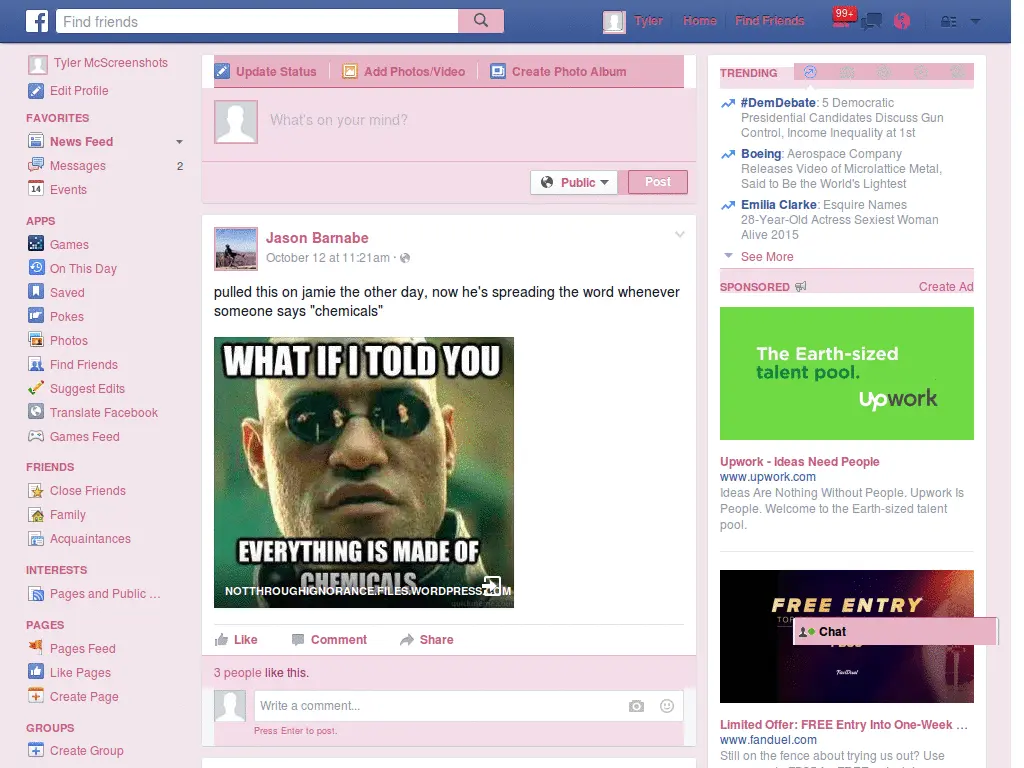 f
Find friends
Tyler
Home
Find Friends
99+
Tyler McScreenshots
Edit Profile
FAVORITES
News Feed
Messages
2
14
Events
APPS
Games
On This Day
Saved
Pokes
Photos
Find Friends
Suggest Edits
Translate Facebook
Games Feed
FRIENDS
Close Friends
Family
Acquaintances
INTERESTS
Pages and Public ...
PAGES
Pages Feed
Like Pages
Create Page
GROUPS
Create Group
Update Status
Add Photos/Video
Create Photo Album
What's on your mind?
Public
Post
Jason Barnabe
October 12 at 11:21am ·
pulled this on jamie the other day, now he's spreading the word whenever
someone says "chemicals"
WHAT IF I TOLD YOU
EVERYTHING IS MADE OF
CHEMICALS
NOTTHROUGHIGNORANCE.FILES.WORDPRESS.COM
Like
Comment
Share
3 people like this.
Write a comment...
Press Enter to post.
TRENDING
#DemDebate: 5 Democratic
Presidential Candidates Discuss Gun
Control, Income Inequality at 1st
Boeing: Aerospace Company
Releases Video of Microlattice Metal,
Said to Be the World's Lightest
Emilia Clarke: Esquire Names
28-Year-Old Actress Sexiest Woman
Alive 2015
See More
SPONSORED
Create Ad
The Earth-sized
talent pool.
Upwork
Upwork - Ideas Need People
www.upwork.com
Ideas Are Nothing Without People. Upwork Is
People. Welcome to the Earth-sized talent
pool.
FREE ENTRY
Chat
FanDuel
Limited Offer: FREE Entry Into One-Week ...
www.fanduel.com
Still on the fence about trying us out? Use